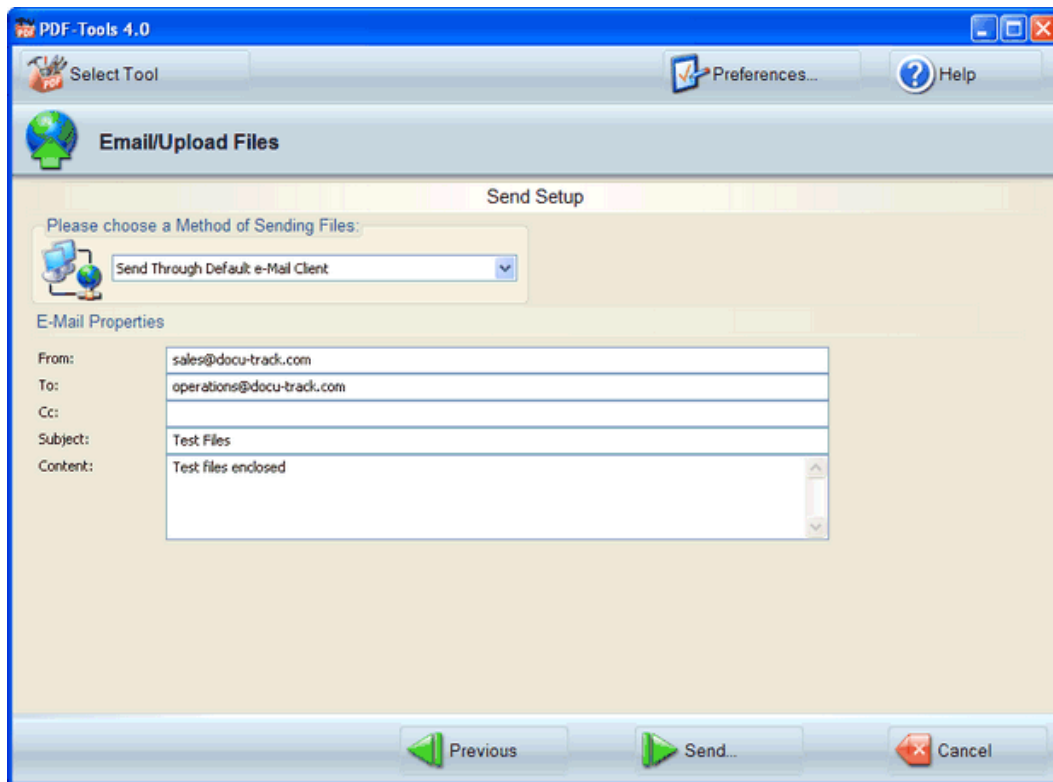 PDF-Tools 4.0
Select Tool
Preferences...
Help
Email/Upload Files
Send Setup
Please choose a Method of Sending Files:
Send Through Default e-Mail Client
E-Mail Properties
From: sales@docu-track.com
To: operations@docu-track.com
Cc:
Subject: Test Files
Content: Test files enclosed
Previous
Send...
Cancel